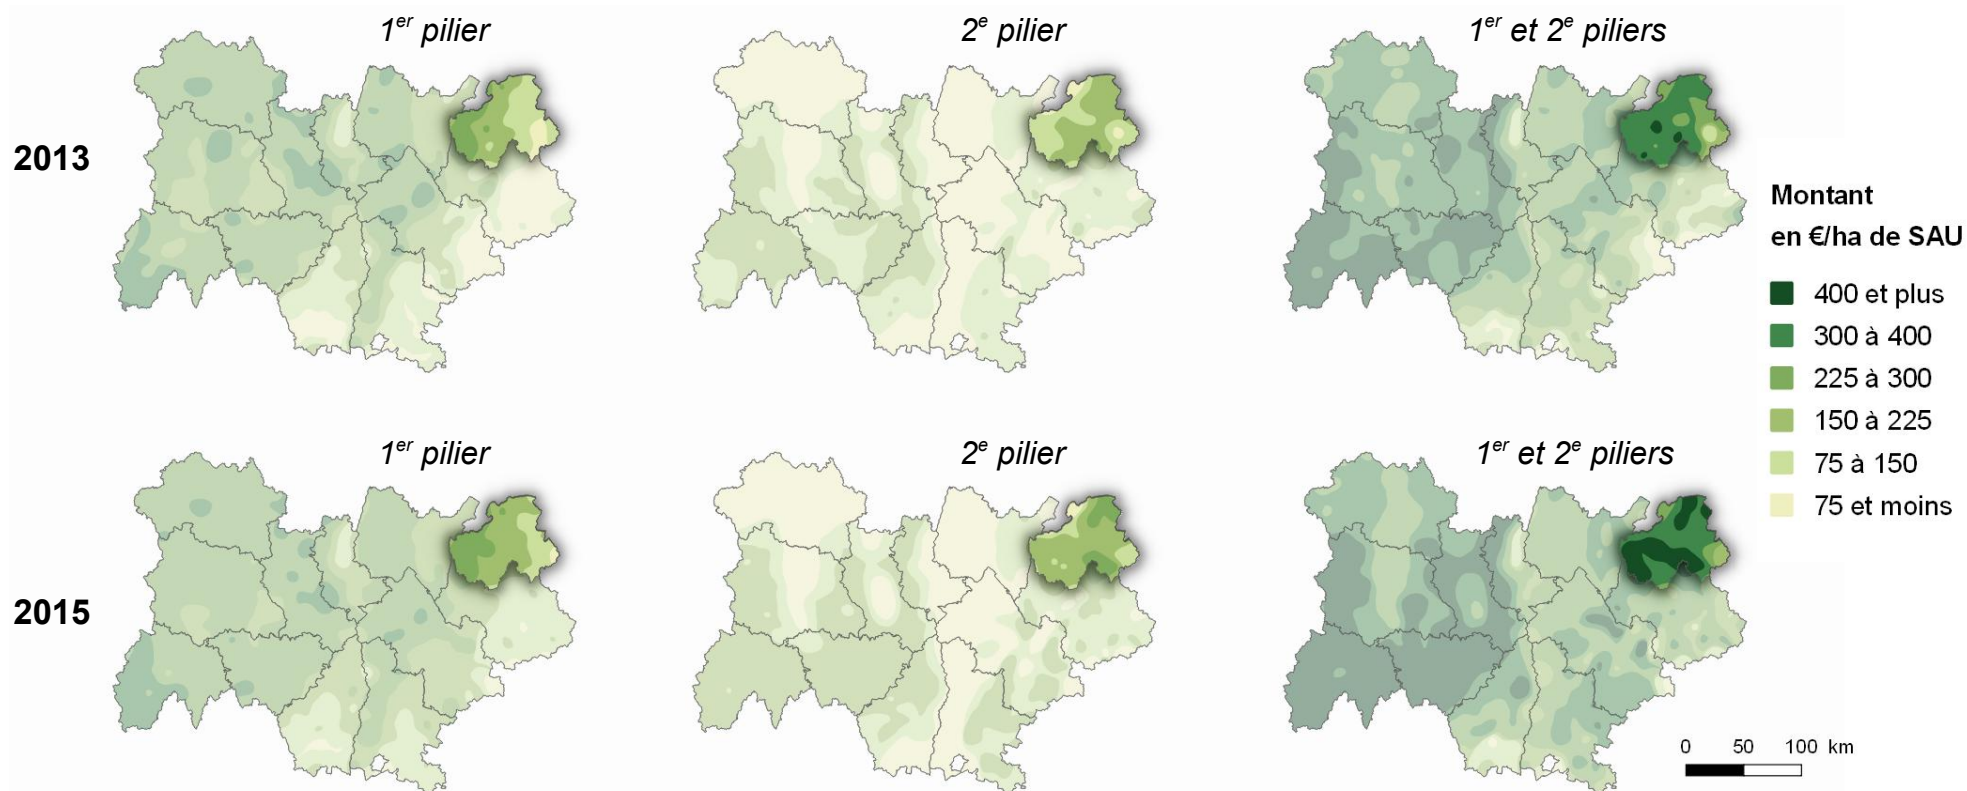 1er pilier
2e pilier
1er et 2e piliers
2013
Montant
en €/ha de SAU
400 et plus
300 à 400
225 à 300
150 à 225
75 à 150
75 et moins
1er pilier
2e pilier
1er et 2e piliers
2015
0 50 100 km